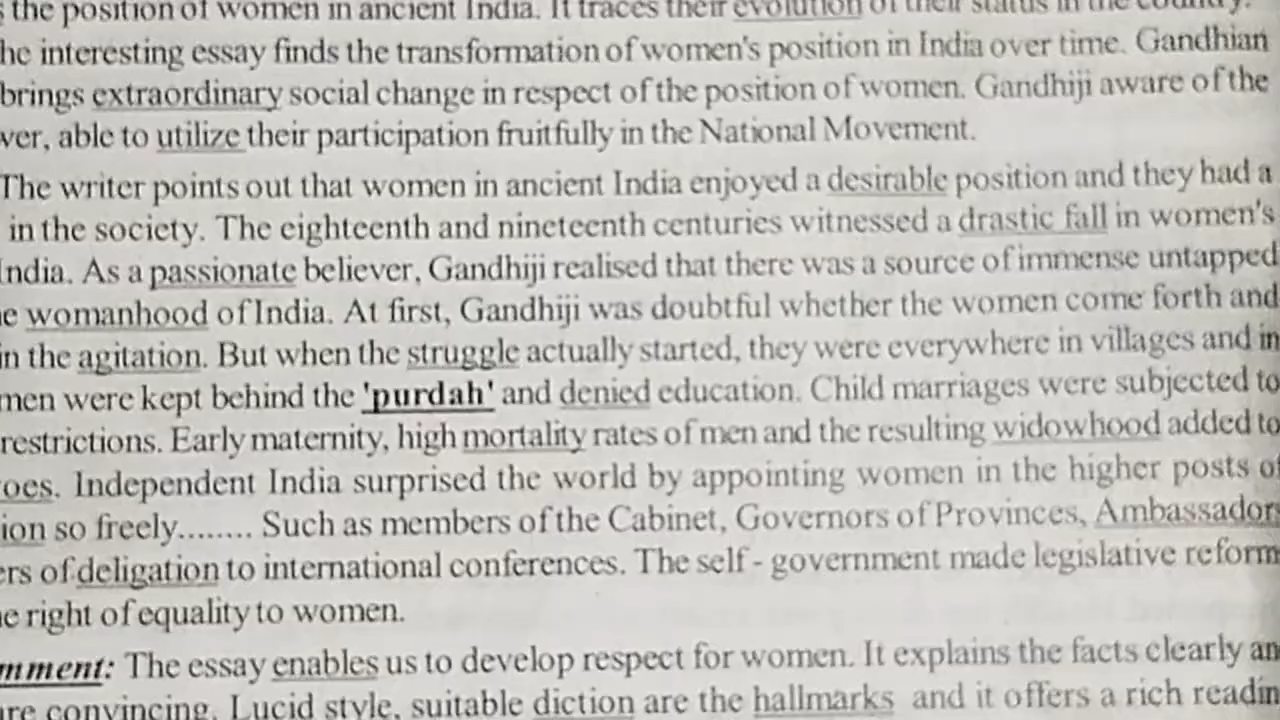 the position of women in ancient India. It traces their evolution of their status in the country.
interesting essay finds the transformation of women's position in India over time. Gandhian
brings extraordinary social change in respect of the position of women. Gandhiji aware of the
able to utilize their participation fruitfully in the National Movement.
The writer points out that women in ancient India enjoyed a desirable position and they had a
in the society. The eighteenth and nineteenth centuries witnessed a drastic fall in women's
India. As a passionate believer, Gandhiji realised that there was a source of immense untapped
womanhood of India. At first, Gandhiji was doubtful whether the women come forth and
in the agitation. But when the struggle actually started, they were everywhere in villages and in
men were kept behind the 'purdah' and denied education. Child marriages were subjected to
restrictions. Early maternity, high mortality rates of men and the resulting widowhood added to
oes. Independent India surprised the world by appointing women in the higher posts of
ion so freely........ Such as members of the Cabinet, Governors of Provinces, Ambassadors
ers of deligation to international conferences. The self - government made legislative reform
right of equality to women.
mment: The essay enables us to develop respect for women. It explains the facts clearly an
are convincing. Lucid style, suitable diction are the hallmarks and it offers a rich readin